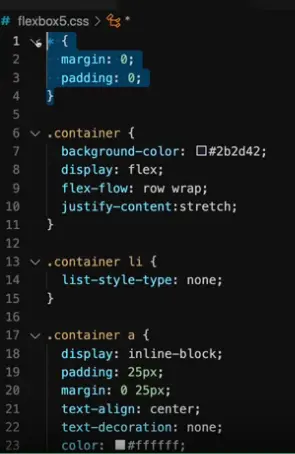 # flexbox5.css > *
1 * {
2 margin: 0;
3 padding: 0;
4 }
5
6 .container {
7 background-color: #2b2d42;
8 display: flex;
9 flex-flow: row wrap;
10 justify-content:stretch;
11 }
12
13 .container li {
14 list-style-type: none;
15 }
16
17 .container a {
18 display: inline-block;
19 padding: 25px;
20 margin: 0 25px;
21 text-align: center;
22 text-decoration: none;
23 color: #ffffff;